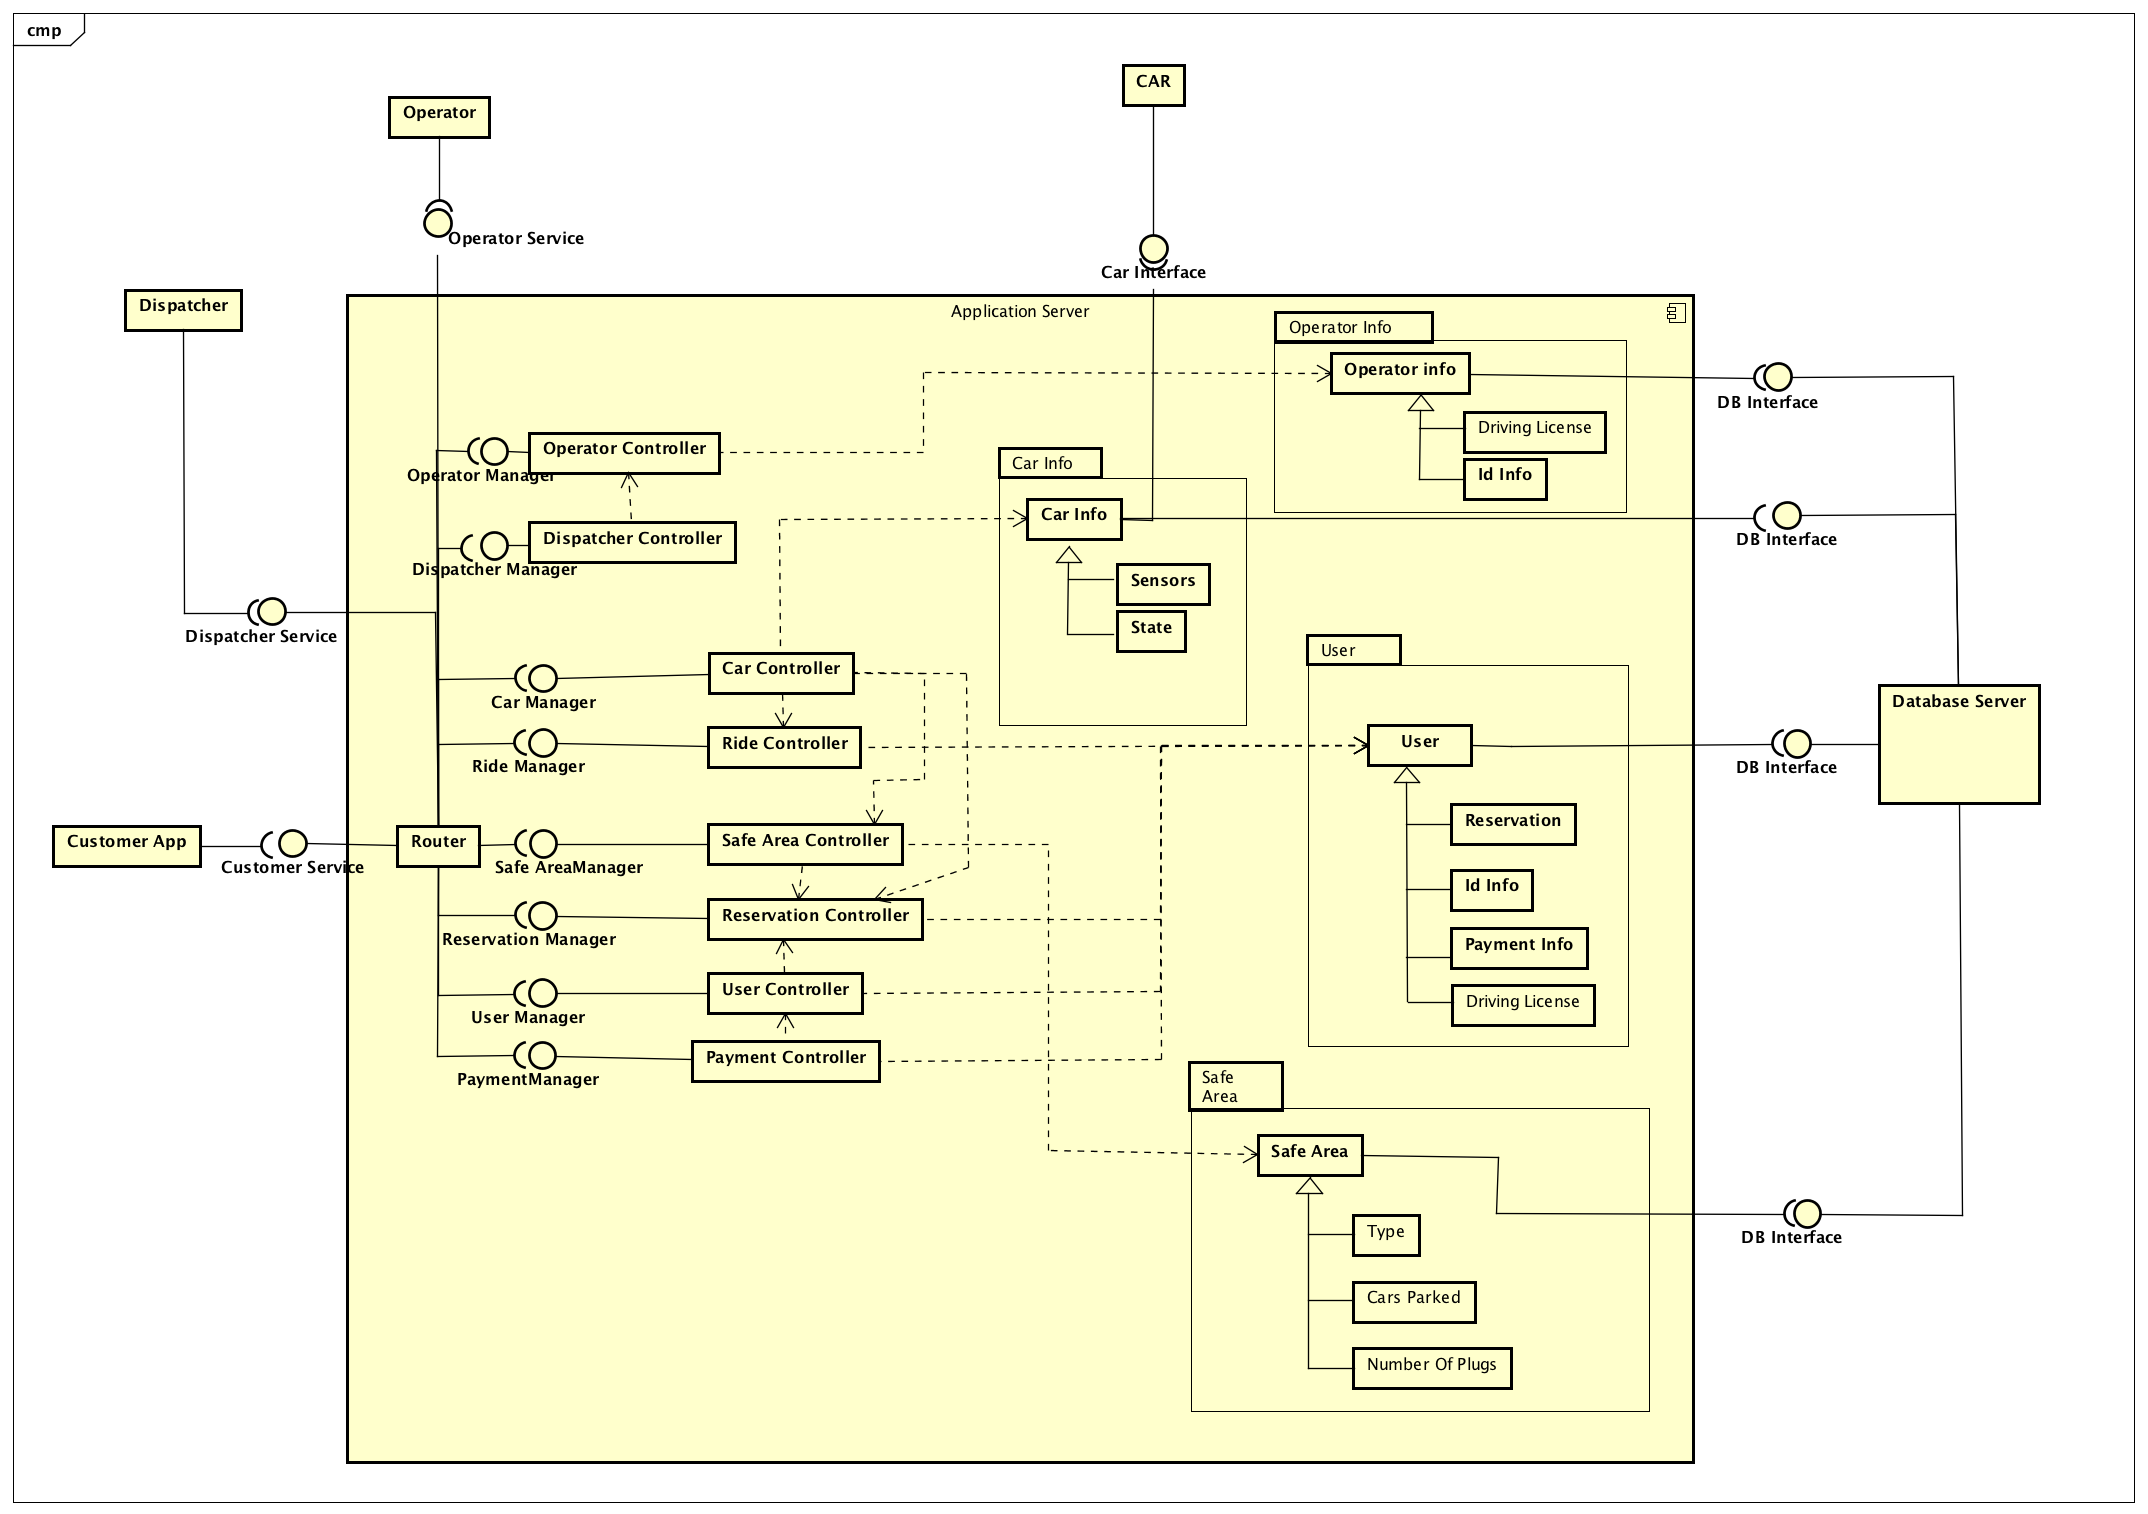 cmp
CAR
Operator
Operator Service
Car Interface
Dispatcher
Application Server
Operator Info
Operator info
DB Interface
Driving License
Operator Controller
Operator Manager
Car Info
Id Info
Car Info
DB Interface
Dispatcher Controller
Dispatcher Manager
Sensors
State
Dispatcher Service
User
Car Controller
Car Manager
Database Server
Ride Controller
Ride Manager
User
DB Interface
Reservation
Customer App
Customer Service
Router
Safe AreaManager
Safe Area Controller
Id Info
Reservation Controller
Reservation Manager
Payment Info
User Controller
User Manager
Driving License
Payment Controller
PaymentManager
Safe
Area
Safe Area
Type
DB Interface
Cars Parked
Number Of Plugs